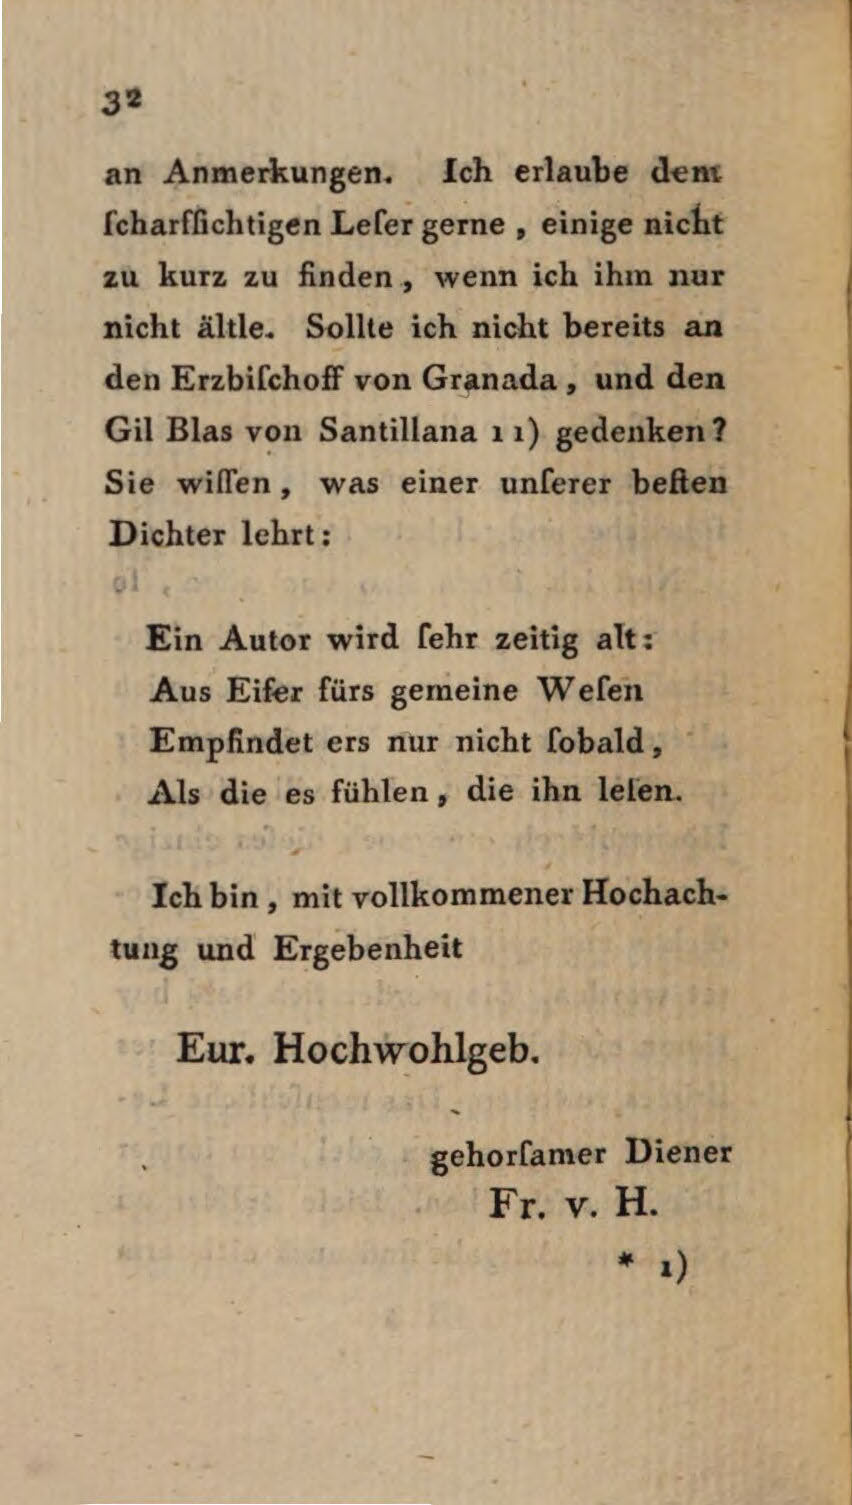 32
an Anmerkungen. Ich erlaube dem
ſcharfſichtigen Leſer gerne, einige nicht
zu kurz zu finden, wenn ich ihm nur
nicht ältle. Sollte ich nicht bereits an
den Erzbiſchoff von Granada, und den
Gil Blas von Santillana 11) gedenken?
Sie wiſſen, was einer unſerer beſten
Dichter lehrt:
Ein Autor wird ſehr zeitig alt:
Aus Eifer fürs gemeine Weſen
Empfindet ers nur nicht ſobald,
Als die es fühlen, die ihn leſen.
Ich bin, mit vollkommener Hochach-
tung und Ergebenheit
Eur. Hochwohlgeb.
gehorſamer Diener
Fr. v. H.
* 1)